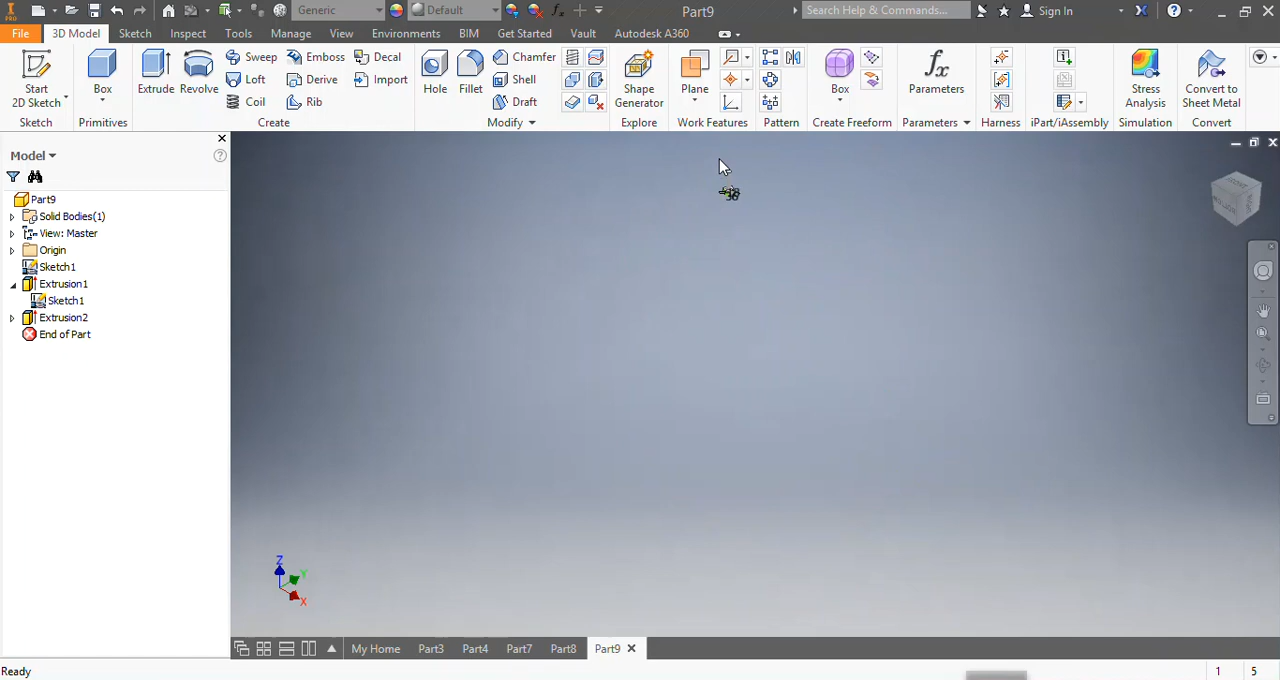 PRO Generic Default Part9 Search Help & Commands... Sign In
File 3D Model Sketch Inspect Tools Manage View Environments BIM Get Started Vault Autodesk A360
Start 2D Sketch Box Extrude Revolve Sweep Emboss Decal Hole Fillet Chamfer Shape Generator Plane Box Parameters Stress Analysis Convert to Sheet Metal
Loft Derive Import Shell
Coil Rib Draft
Sketch Primitives Create Modify Explore Work Features Pattern Create Freeform Parameters Harness iPart/iAssembly Simulation Convert
Model
Part9
Solid Bodies(1)
View: Master
Origin
Sketch1
Extrusion1
Sketch1
Extrusion2
End of Part
Z
Y
X
My Home Part3 Part4 Part7 Part8 Part9
Ready 1 5